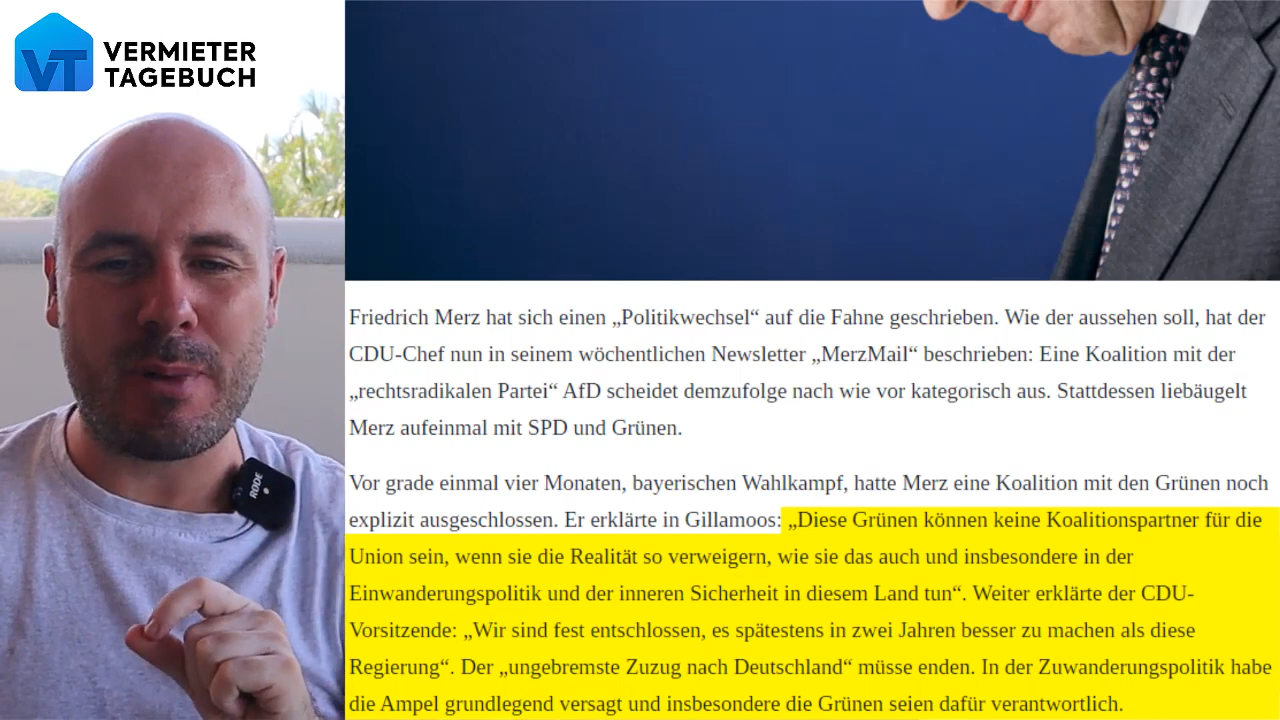 VT VERMIETER
TAGEBUCH
RODE
Friedrich Merz hat sich einen „Politikwechsel“ auf die Fahne geschrieben. Wie der aussehen soll, hat der
CDU-Chef nun in seinem wöchentlichen Newsletter „MerzMail“ beschrieben: Eine Koalition mit der
„rechtsradikalen Partei“ AfD scheidet demzufolge nach wie vor kategorisch aus. Stattdessen liebäugelt
Merz aufeinmal mit SPD und Grünen.
Vor grade einmal vier Monaten, bayerischen Wahlkampf, hatte Merz eine Koalition mit den Grünen noch
explizit ausgeschlossen. Er erklärte in Gillamoos: „Diese Grünen können keine Koalitionspartner für die
Union sein, wenn sie die Realität so verweigern, wie sie das auch und insbesondere in der
Einwanderungspolitik und der inneren Sicherheit in diesem Land tun“. Weiter erklärte der CDU-
Vorsitzende: „Wir sind fest entschlossen, es spätestens in zwei Jahren besser zu machen als diese
Regierung“. Der „ungebremste Zuzug nach Deutschland“ müsse enden. In der Zuwanderungspolitik habe
die Ampel grundlegend versagt und insbesondere die Grünen seien dafür verantwortlich.